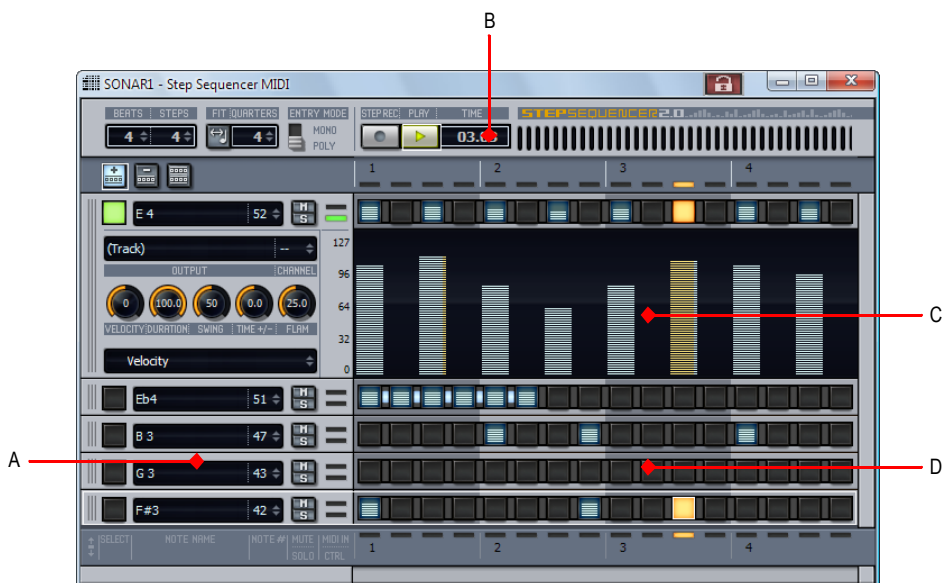 B
SONAR1 - Step Sequencer MIDI
BEATS STEPS FIT QUARTERS ENTRY MODE STEP REC PLAY TIME STEPSEQUENCER2.0
4 4 4 MONO
POLY
1 2 3 4
E 4 52 M S
(Track) --
OUTPUT CHANNEL
0 100.0 50 0.0 25.0
VELOCITY DURATION SWING TIME +/- FLAM
Velocity
127
96
64
32
0
C
Eb4 51 M S
B 3 47 M S
A
G 3 43 M S
D
F#3 42 M S
SELECT NOTE NAME NOTE # MUTE MIDI IN
SOLO CTRL
1 2 3 4